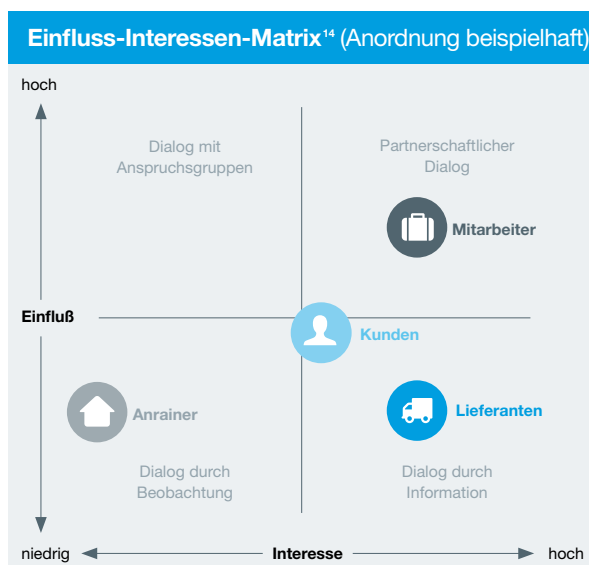 Einfluss-Interessen-Matrix¹⁴ (Anordnung beispielhaft)
hoch
Dialog mit
Anspruchsgruppen
Partnerschaftlicher
Dialog
Mitarbeiter
Einfluß
Kunden
Anrainer
Lieferanten
Dialog durch
Beobachtung
Dialog durch
Information
niedrig
Interesse
hoch